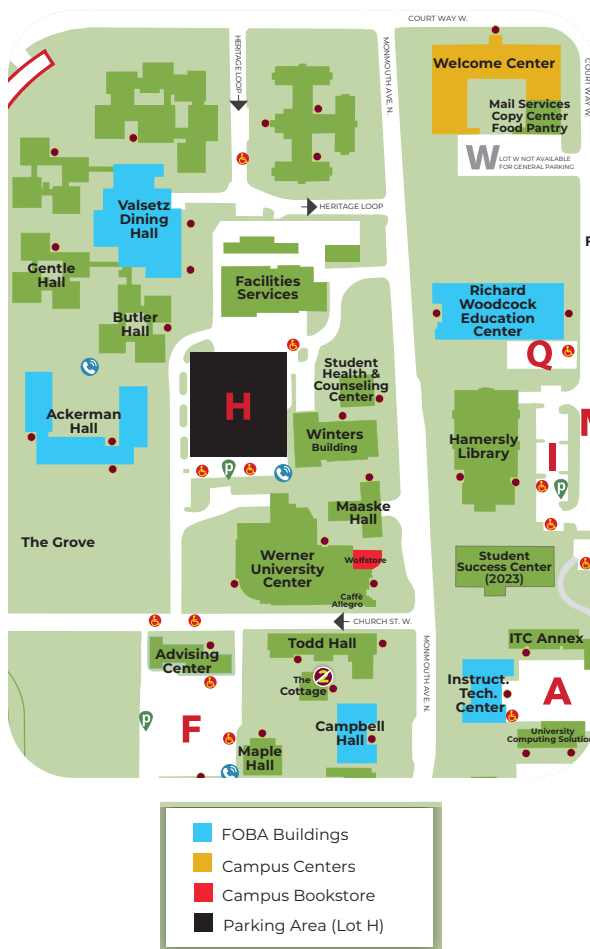 COURT WAY W.
HERITAGE LOOP
MONMOUTH AVE. N.
COURT WAY W.
Welcome Center
Mail Services
Copy Center
Food Pantry
W
LOT W NOT AVAILABLE
FOR GENERAL PARKING
Valsetz
Dining
Hall
HERITAGE LOOP
Gentle
Hall
Facilities
Services
Richard
Woodcock
Education
Center
Butler
Hall
Q
Student
Health &
Counseling
Center
H
Ackerman
Hall
Winters
Building
Hamersly
Library
I
M
P
P
Maaske
Hall
The Grove
Werner
University
Center
Wolfstore
Caffè
Allegro
Student
Success Center
(2023)
CHURCH ST. W.
MONMOUTH AVE. N.
Advising
Center
Todd Hall
ITC Annex
The
Cottage
Z
Instruct.
Tech.
Center
A
P
F
Campbell
Hall
Maple
Hall
University
Computing Solution
FOBA Buildings
Campus Centers
Campus Bookstore
Parking Area (Lot H)